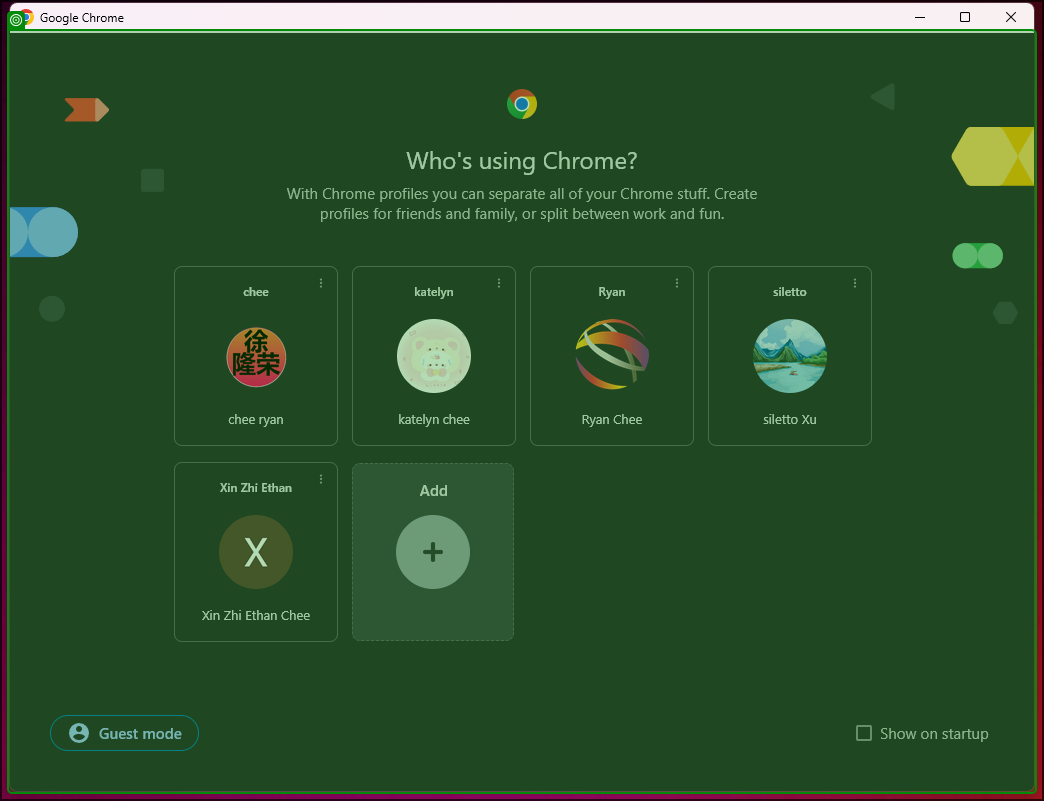 Google Chrome
Who's using Chrome?
With Chrome profiles you can separate all of your Chrome stuff. Create
profiles for friends and family, or split between work and fun.
chee
徐
隆荣
chee ryan
katelyn
katelyn chee
Ryan
Ryan Chee
siletto
siletto Xu
Xin Zhi Ethan
X
Xin Zhi Ethan Chee
Add
Guest mode
Show on startup